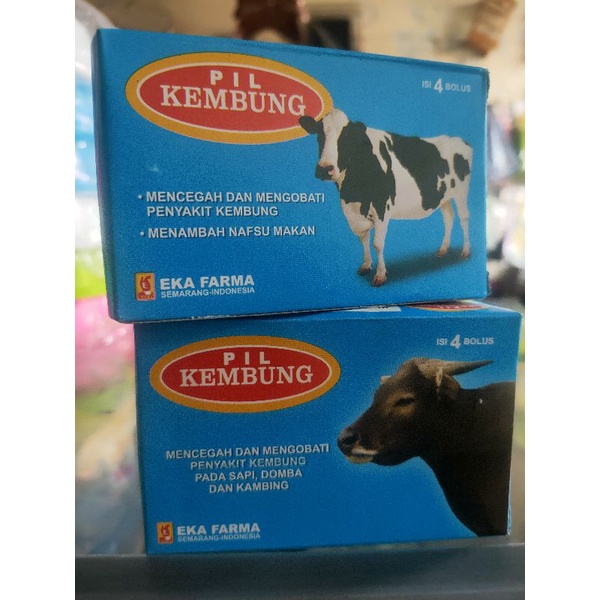 PIL
KEMBUNG
ISI 4 BOLUS
• MENCEGAH DAN MENGOBATI
PENYAKIT KEMBUNG
• MENAMBAH NAFSU MAKAN
EKA FARMA
SEMARANG-INDONESIA
PIL
KEMBUNG
ISI 4 BOLUS
MENCEGAH DAN MENGOBATI
PENYAKIT KEMBUNG
PADA SAPI, DOMBA
DAN KAMBING
EKA FARMA
SEMARANG-INDONESIA